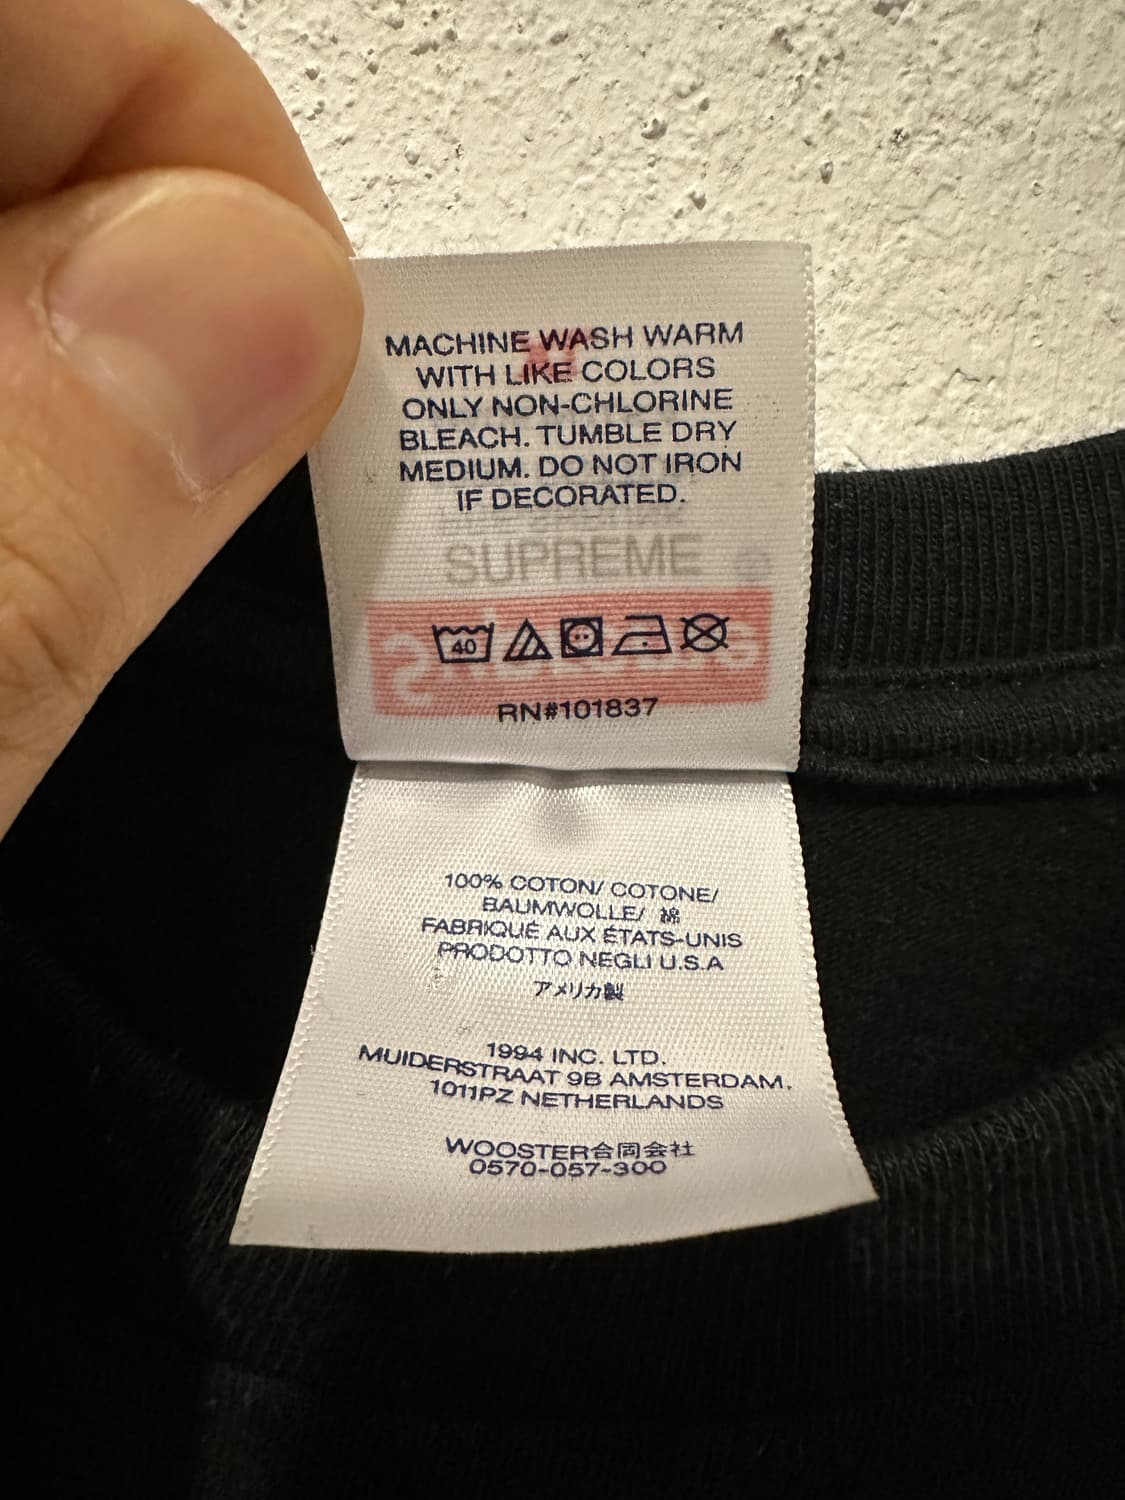 MACHINE WASH WARM
WITH LIKE COLORS
ONLY NON-CHLORINE
BLEACH. TUMBLE DRY
MEDIUM. DO NOT IRON
IF DECORATED.
SUPREME
Supreme
40
RN#101837
100% COTON/ COTONE/
BAUMWOLLE/ 綿
FABRIQUÉ AUX ÉTATS-UNIS
PRODOTTO NEGLI U.S.A
アメリカ製
1994 INC. LTD.
MUIDERSTRAAT 9B AMSTERDAM.
1011PZ NETHERLANDS
WOOSTER合同会社
0570-057-300